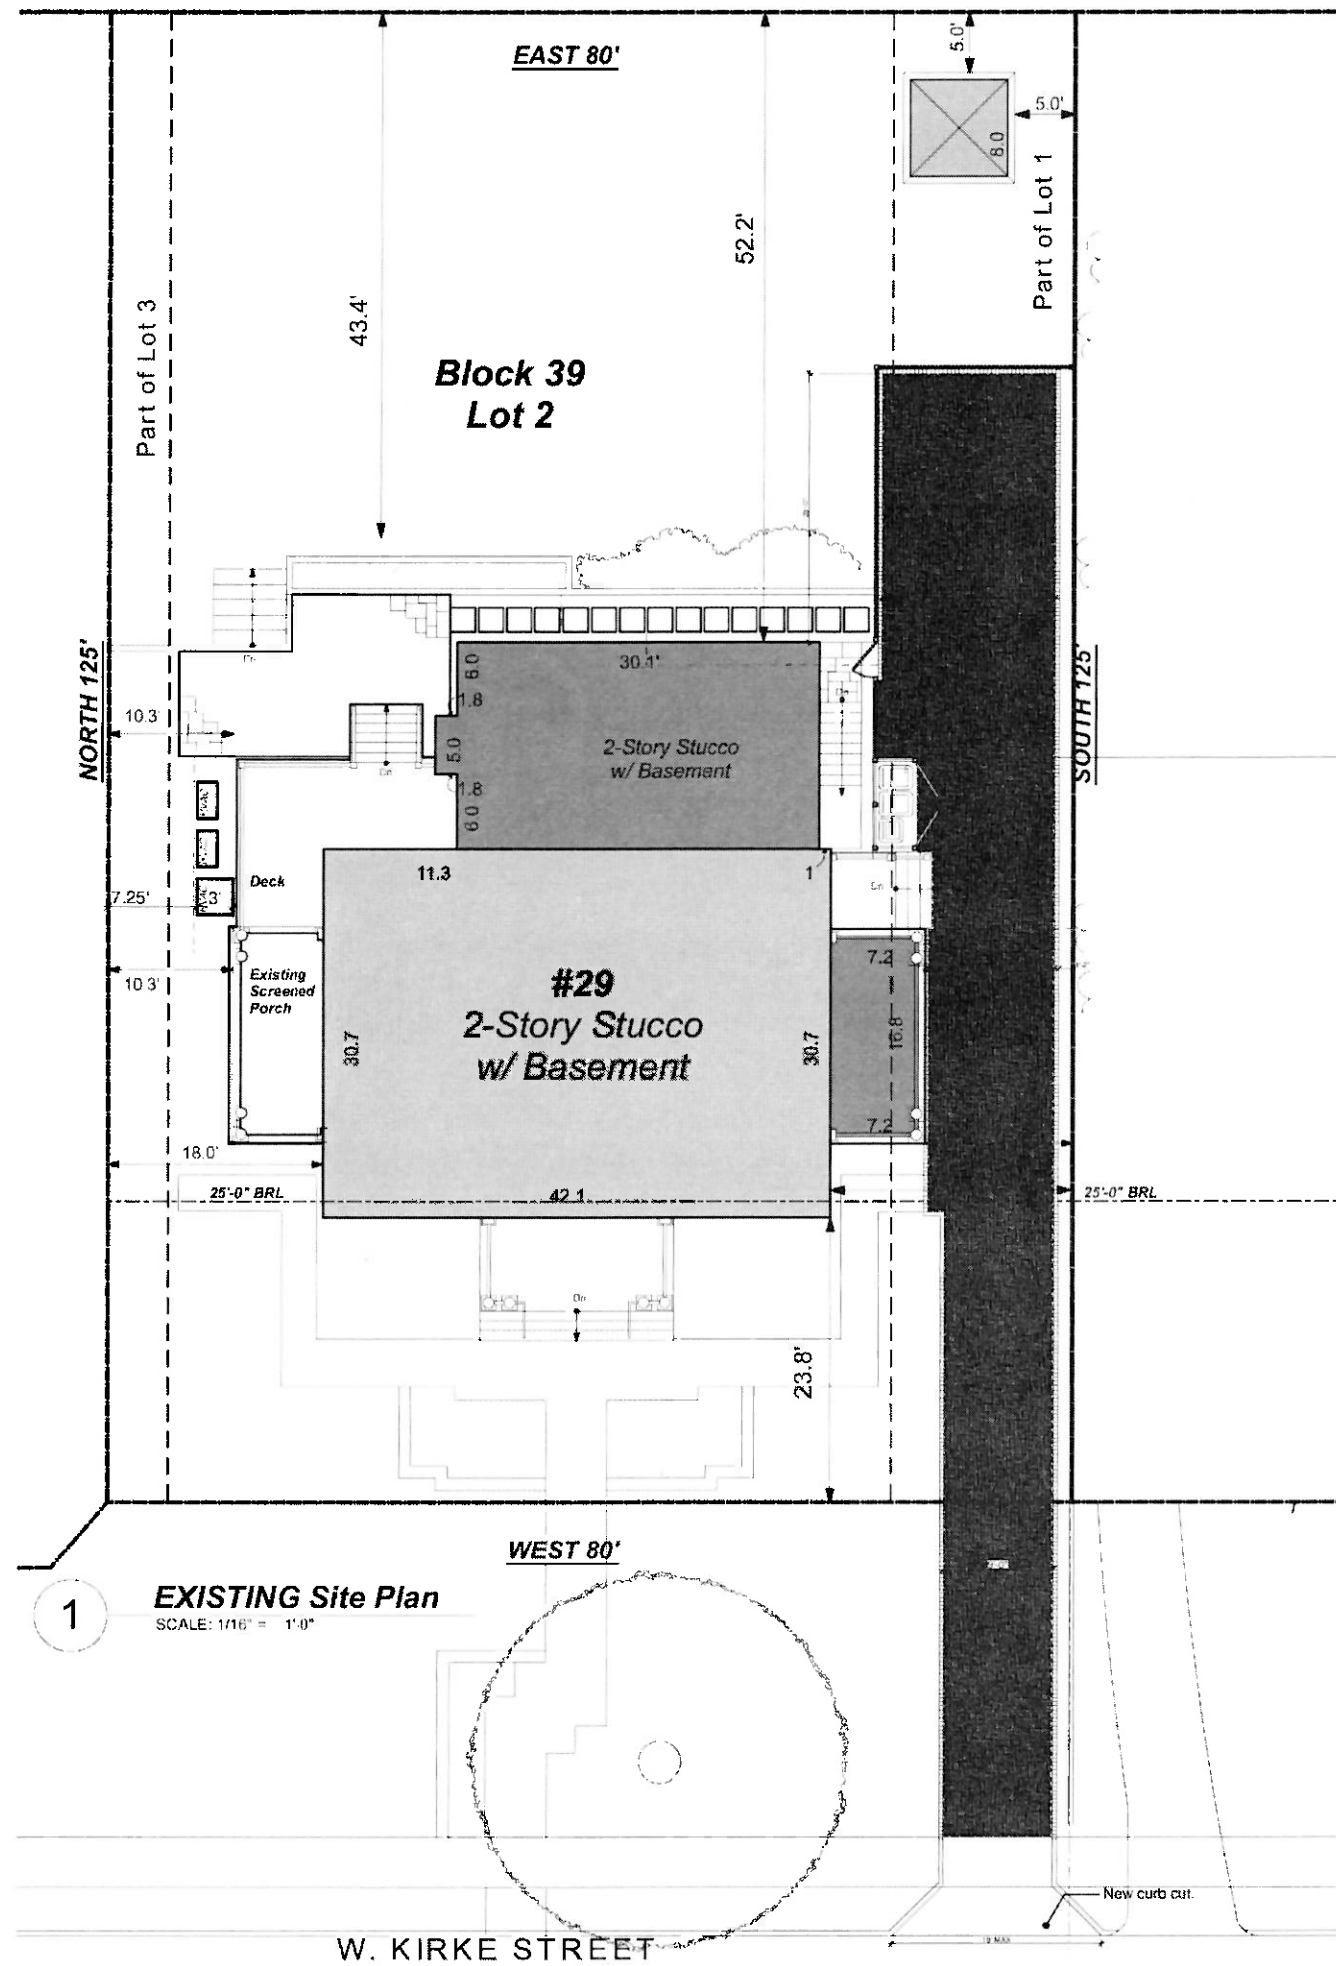 EAST 80'
5.0'
5.0'
8.0
Part of Lot 1
52.2'
43.4'
Part of Lot 3
Block 39
Lot 2
NORTH 125'
SOUTH 125'
Dn
30.1'
6.0
1.8
5.0
1.8
6.0
2-Story Stucco
w/ Basement
10.3'
Dn
Dn
11.3
1
Deck
7.25'
3'
Dn
Existing
Screened
Porch
10.3'
#29
2-Story Stucco
w/ Basement
30.7
30.7
7.2
16.8
7.2
18.0'
25'-0" BRL
42.1
25'-0" BRL
Dn
23.8'
WEST 80'
1
EXISTING Site Plan
SCALE: 1/16" = 1'-0"
New curb cut.
W. KIRKE STREET